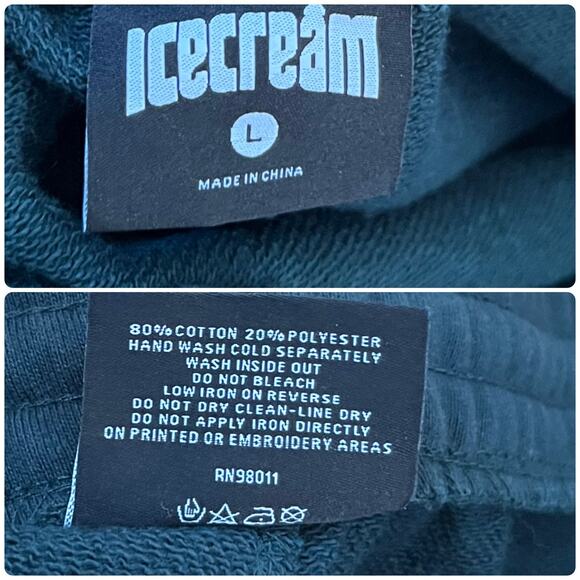 Icecream
L
MADE IN CHINA
80% COTTON 20% POLYESTER
HAND WASH COLD SEPARATELY
WASH INSIDE OUT
DO NOT BLEACH
LOW IRON ON REVERSE
DO NOT DRY CLEAN-LINE DRY
DO NOT APPLY IRON DIRECTLY
ON PRINTED OR EMBROIDERY AREAS
RN98011